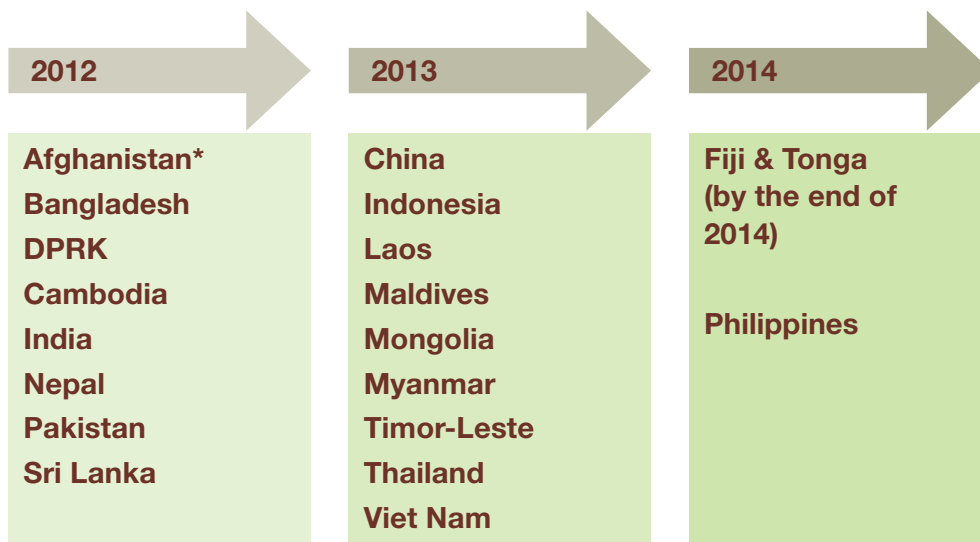 2012
Afghanistan*
Bangladesh
DPRK
Cambodia
India
Nepal
Pakistan
Sri Lanka
2013
China
Indonesia
Laos
Maldives
Mongolia
Myanmar
Timor-Leste
Thailand
Viet Nam
2014
Fiji & Tonga
(by the end of
2014)
Philippines